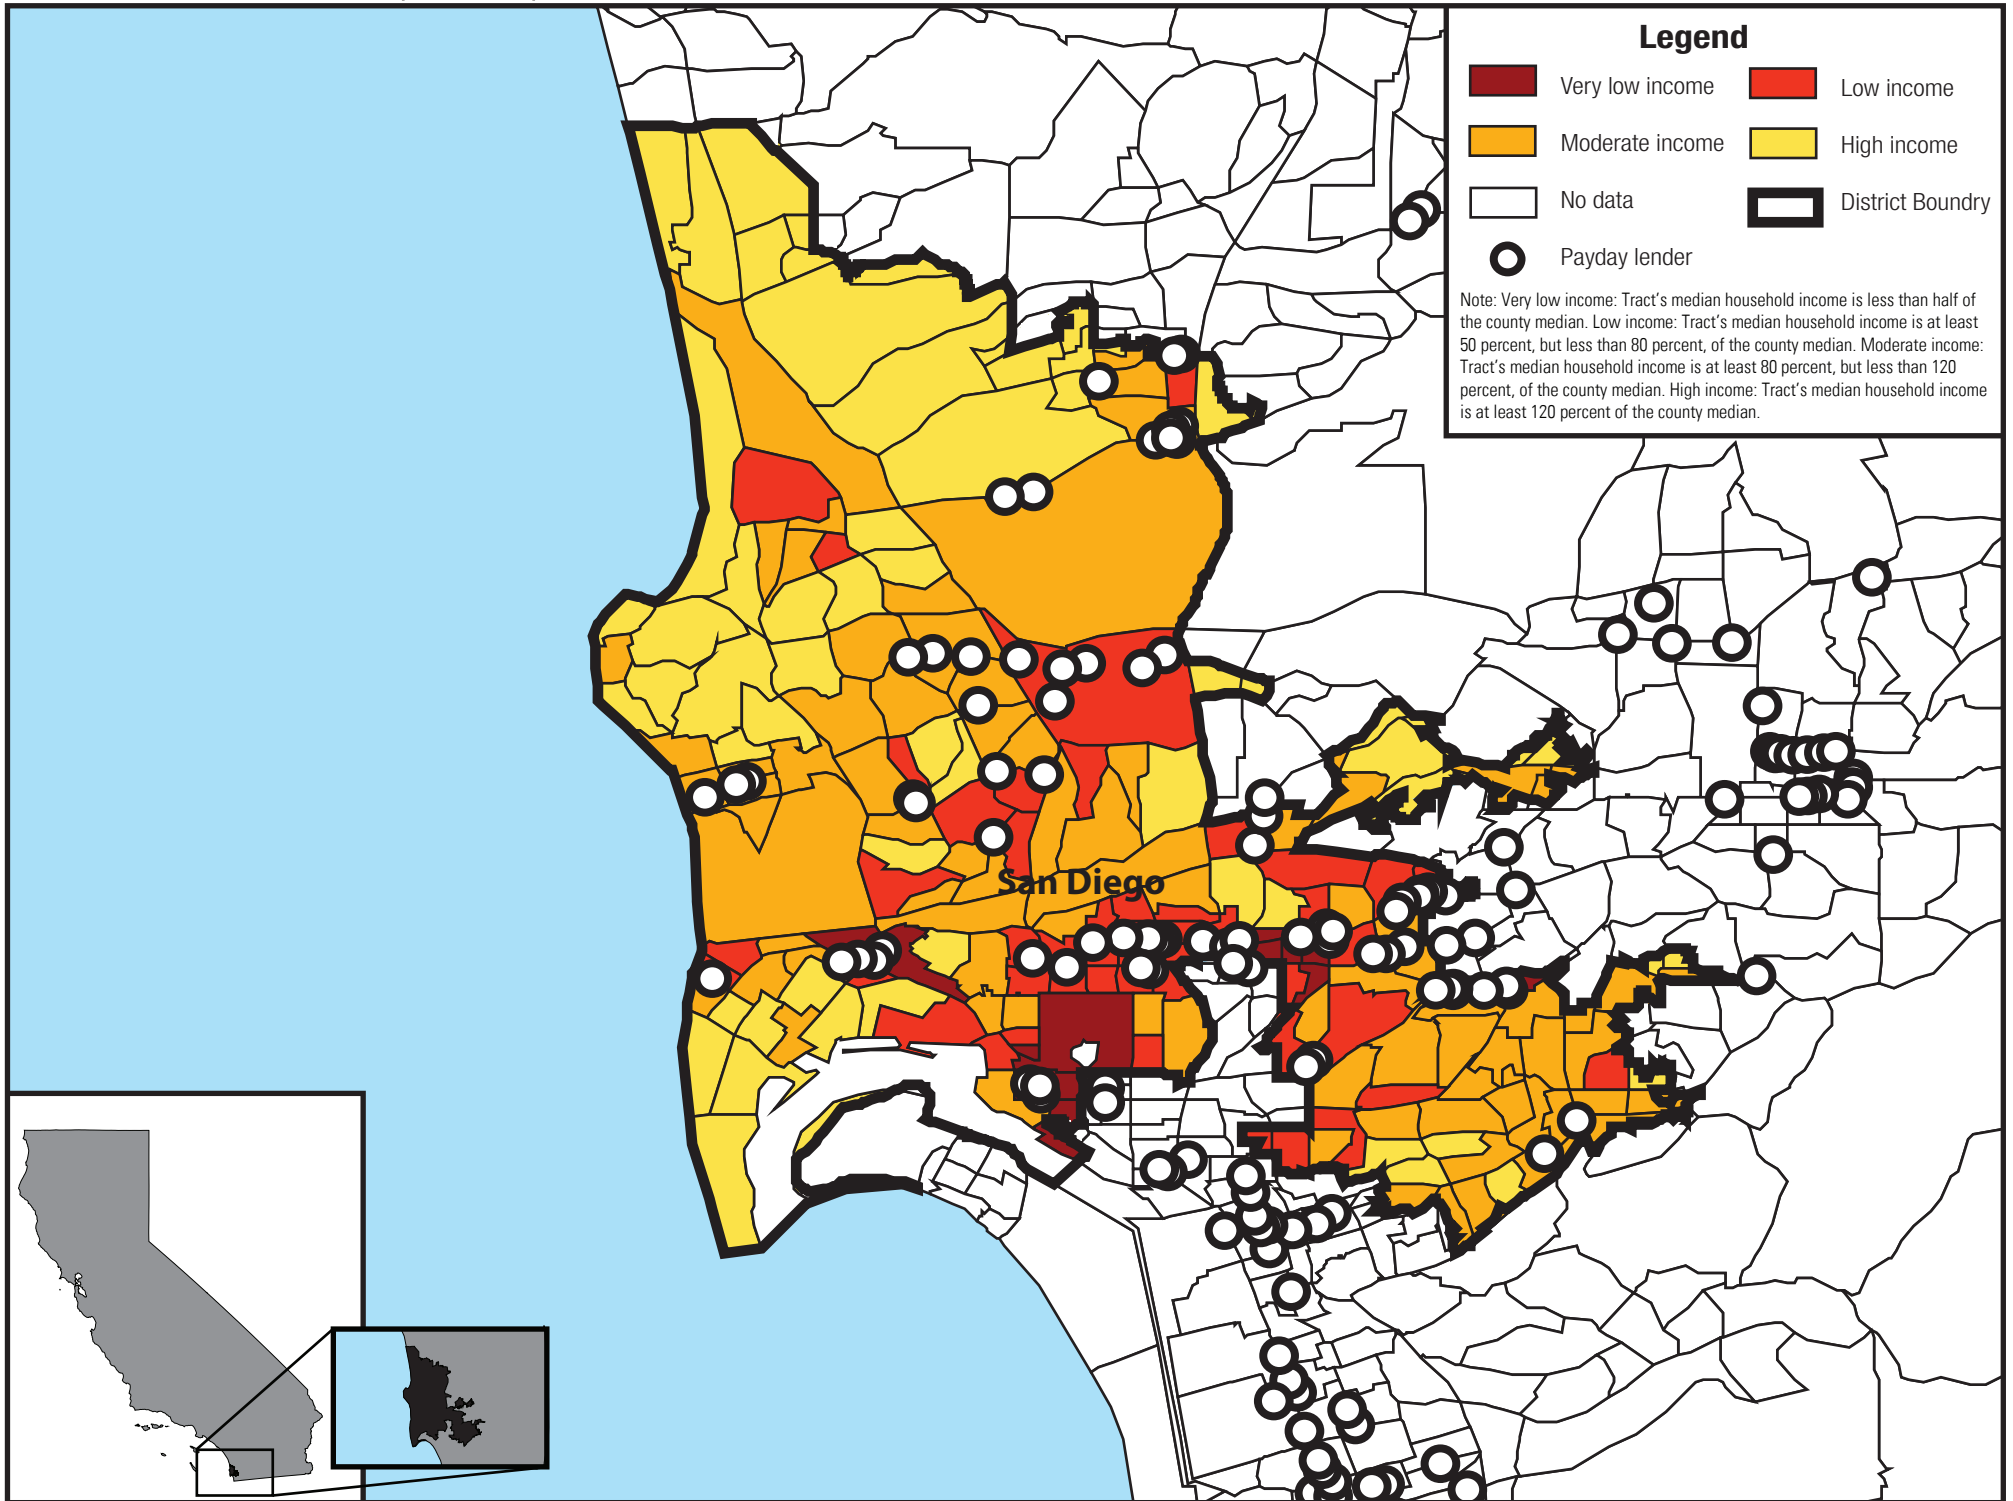 Legend
Very low income
Low income
Moderate income
High income
No data
District Boundry
Payday lender
Note: Very low income: Tract's median household income is less than half of
the county median. Low income: Tract's median household income is at least
50 percent, but less than 80 percent, of the county median. Moderate income:
Tract's median household income is at least 80 percent, but less than 120
percent, of the county median. High income: Tract's median household income
is at least 120 percent of the county median.
San Diego